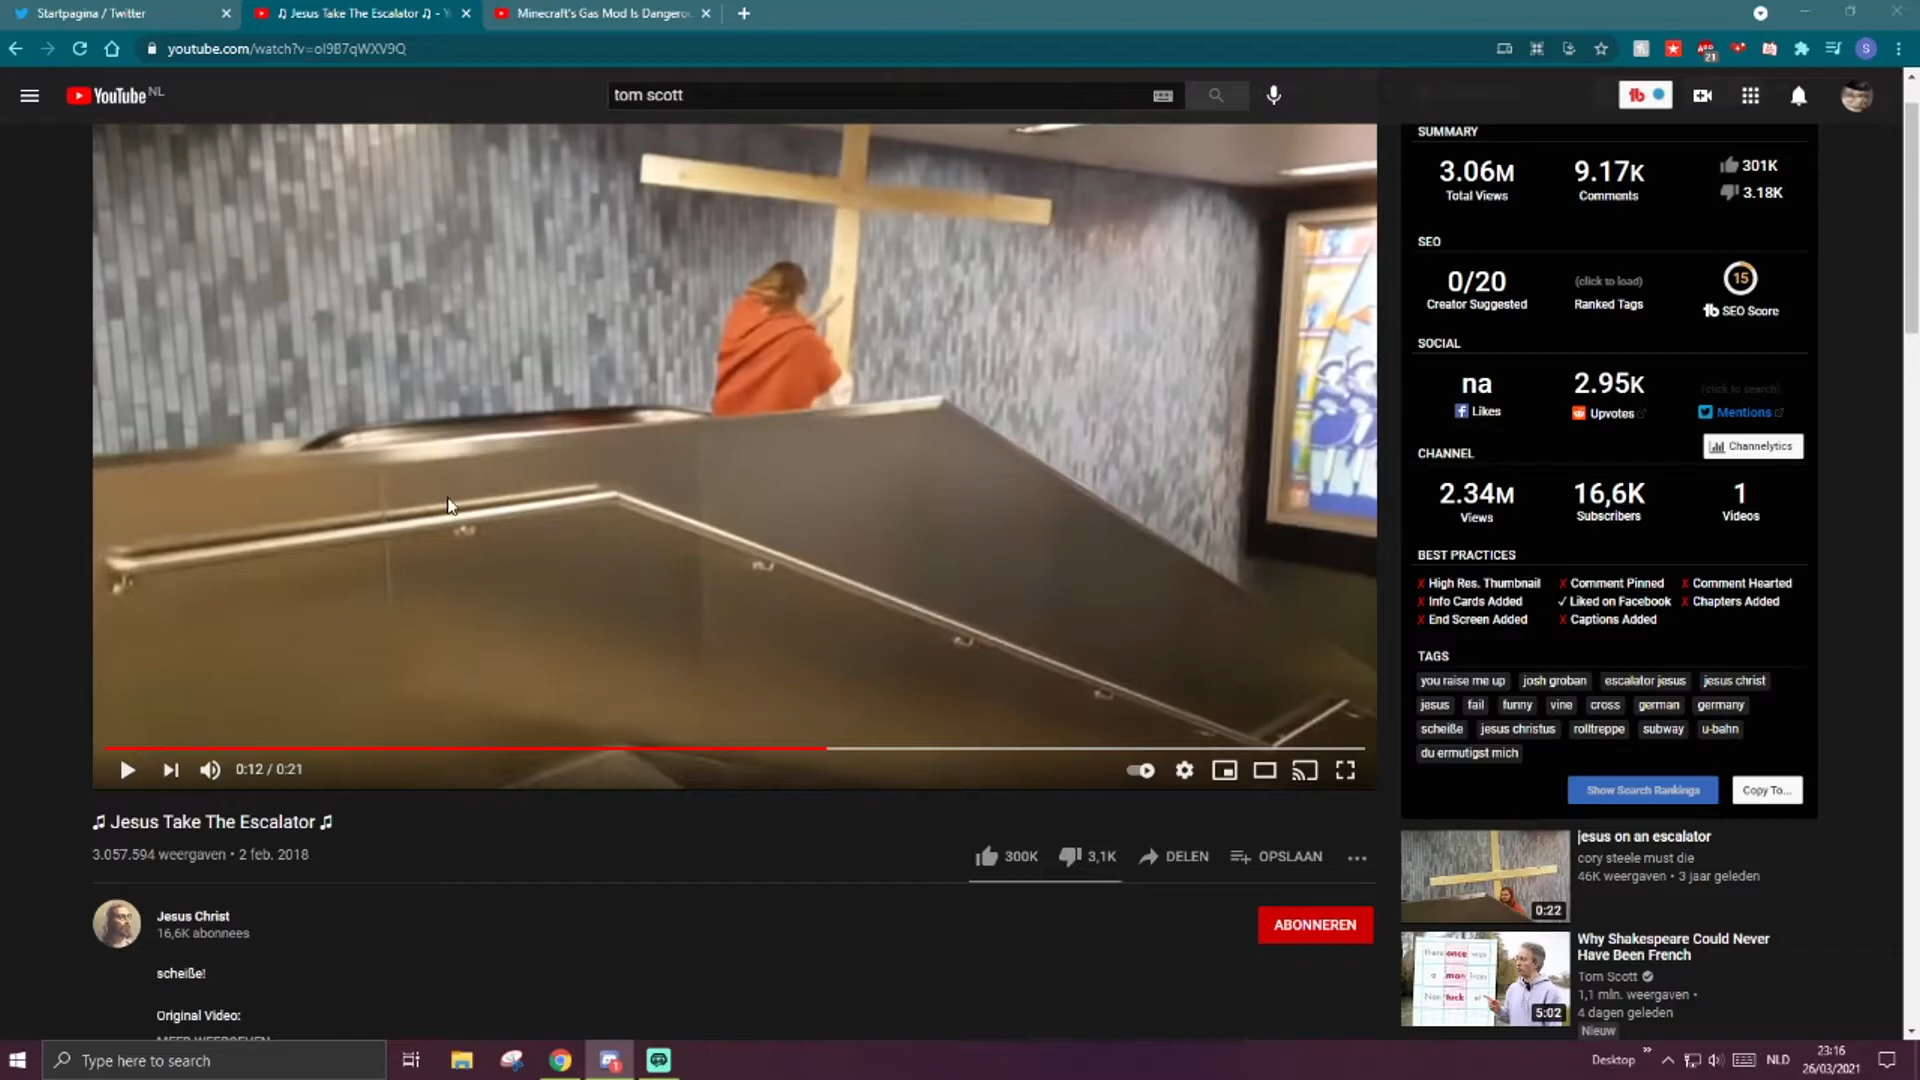 Startpagina / Twitter
♫ Jesus Take The Escalator ♫ - Y
Minecraft's Gas Mod Is Dangerou
youtube.com/watch?v=oI9B7qWXV9Q
21
S
YouTube NL
tom scott
SUMMARY
3.06M
Total Views
9.17K
Comments
301K
3.18K
SEO
0/20
Creator Suggested
(click to load)
Ranked Tags
15
SEO Score
SOCIAL
na
Likes
2.95K
Upvotes
(click to search)
Mentions
Channelytics
CHANNEL
2.34M
Views
16,6K
Subscribers
1
Videos
BEST PRACTICES
X High Res. Thumbnail X Comment Pinned X Comment Hearted
X Info Cards Added ✓ Liked on Facebook X Chapters Added
X End Screen Added X Captions Added
TAGS
you raise me up josh groban escalator jesus jesus christ
jesus fail funny vine cross german germany
scheiße jesus christus rolltreppe subway u-bahn
du ermutigst mich
Show Search Rankings Copy To...
0:12 / 0:21
♫ Jesus Take The Escalator ♫
3.057.594 weergaven • 2 feb. 2018
300K 3,1K DELEN OPSLAAN
Jesus Christ
16,6K abonnees
ABONNEREN
scheiße!
Original Video:
MEER WEERGEVEN
jesus on an escalator
cory steele must die
46K weergaven • 3 jaar geleden
0:22
Why Shakespeare Could Never
Have Been French
Tom Scott
1,1 mln. weergaven •
4 dagen geleden
Nieuw
5:02
Type here to search
Desktop
NLD
23:16
26/03/2021